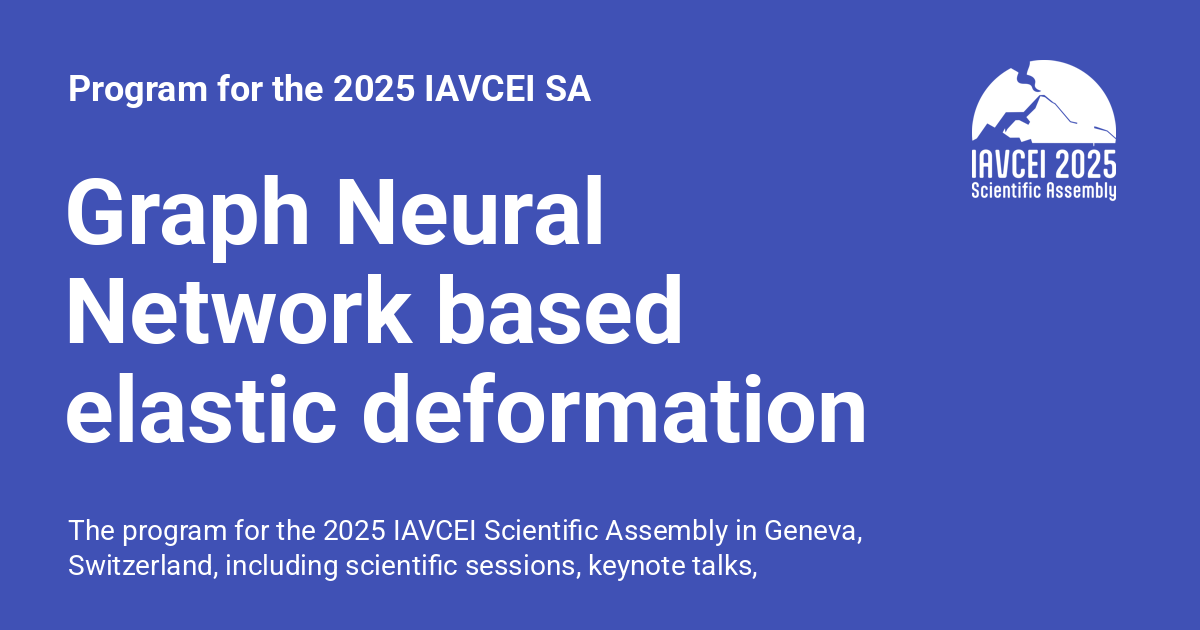 Program for the 2025 IAVCEI SA
IAVCEI 2025
Scientific Assembly
Graph Neural
Network based
elastic deformation
The program for the 2025 IAVCEI Scientific Assembly in Geneva,
Switzerland, including scientific sessions, keynote talks,